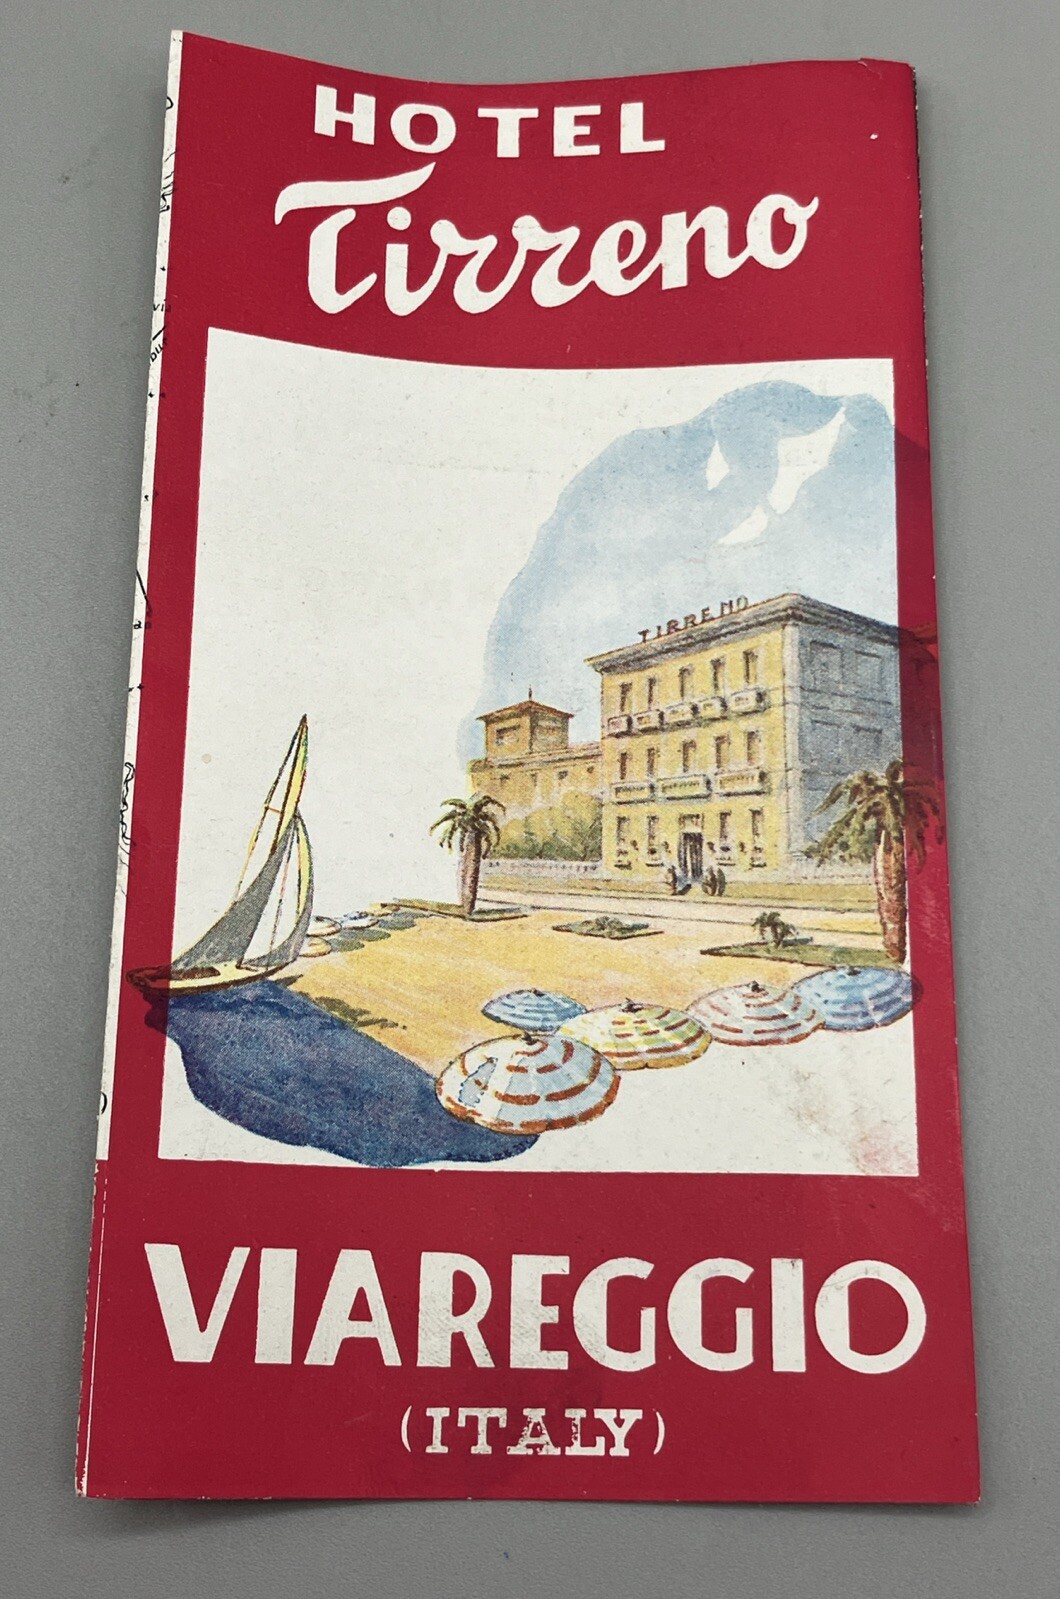 HOTEL
Tirreno
TIRRENO
VIAREGGIO
(ITALY)